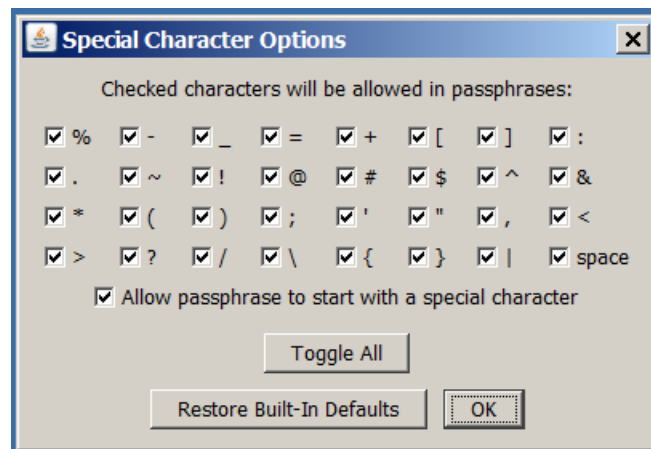 Special Character Options
Checked characters will be allowed in passphrases:
% - _ = + [ ] :
. ~ ! @ # $ ^ &
* ( ) ; ' " , <
> ? / \ { } | space
Allow passphrase to start with a special character
Toggle All
Restore Built-In Defaults OK